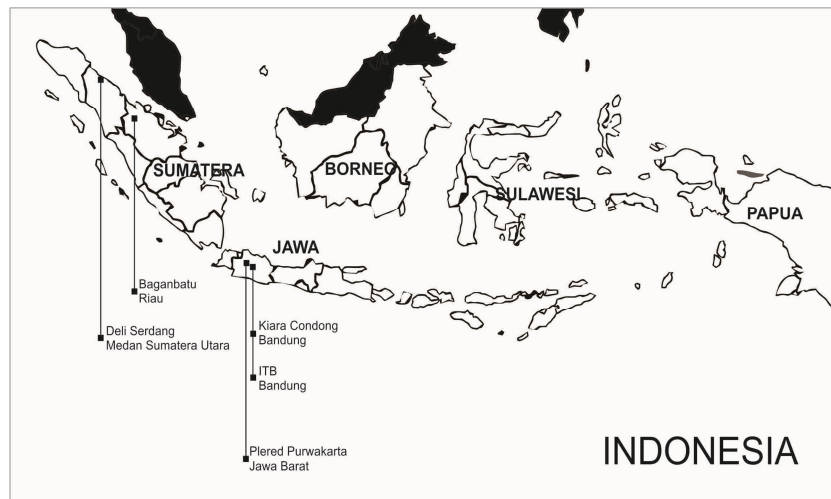 SUMATERA
BORNEO
SULAWESI
PAPUA
JAWA
Baganbatu
Riau
Deli Serdang
Medan Sumatera Utara
Kiara Condong
Bandung
ITB
Bandung
Plered Purwakarta
Jawa Barat
INDONESIA